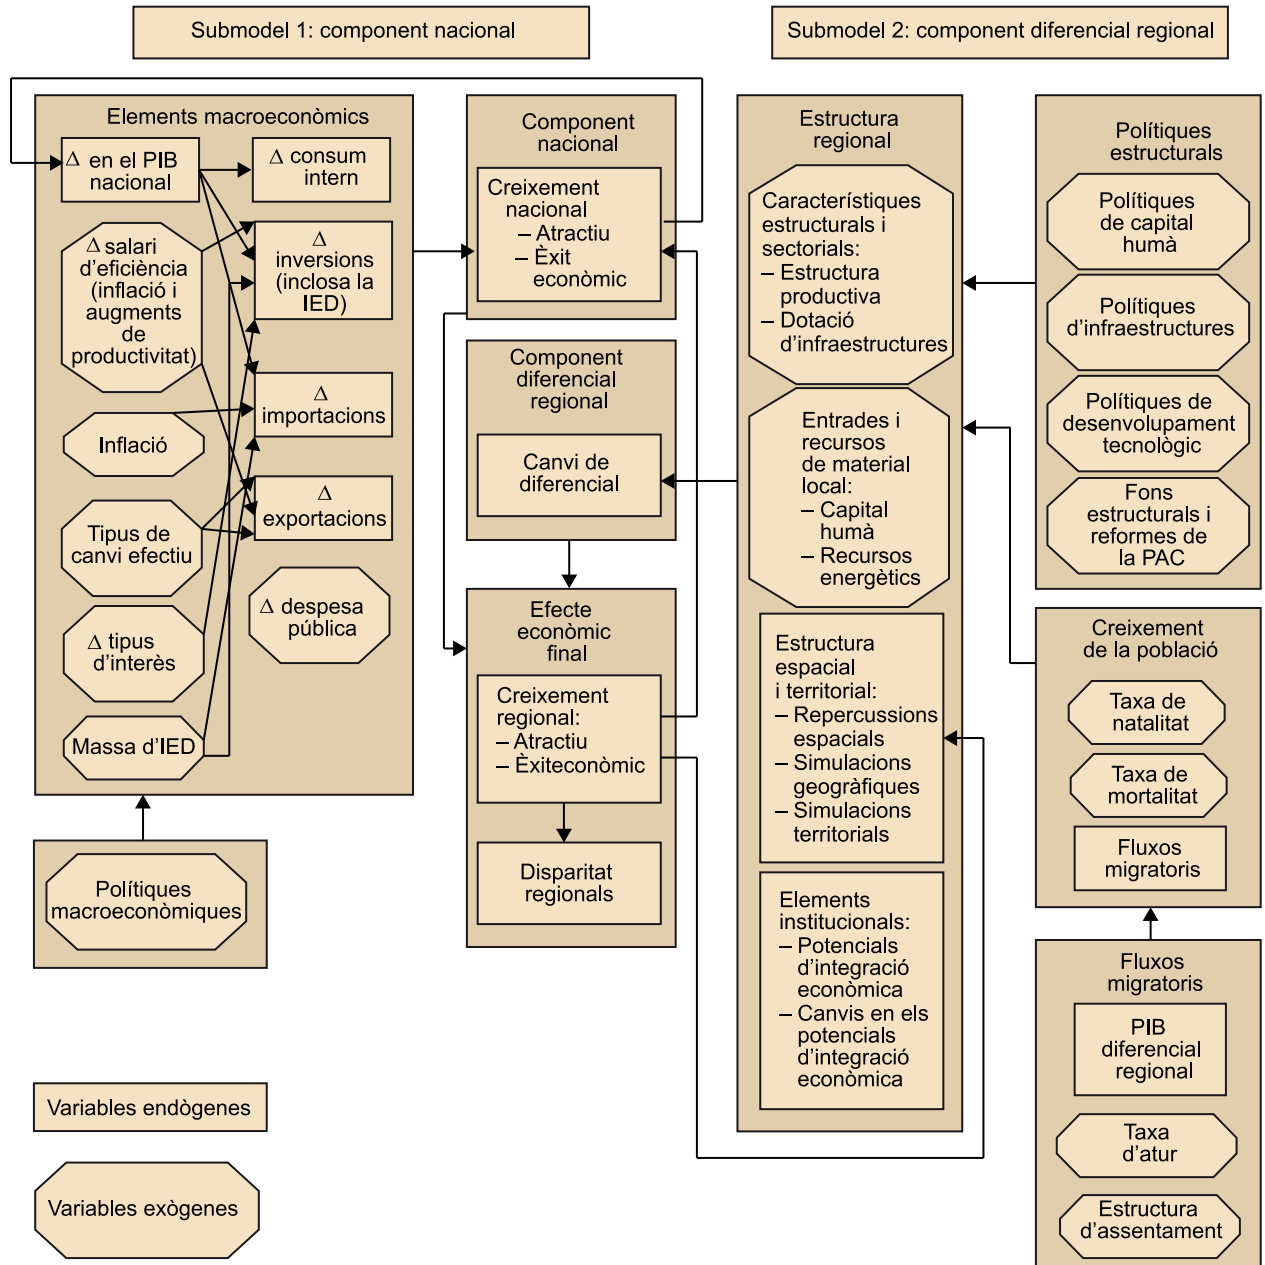 Submodel 1: component nacional
Submodel 2: component diferencial regional
Elements macroeconòmics
Δ en el PIB
nacional
Δ consum
intern
Δ salari
d’eficiència
(inflació i
augments
de
productivitat)
Δ
inversions
(inclosa la
IED)
Δ
importacions
Inflació
Δ
exportacions
Tipus de
canvi efectiu
Δ despesa
pública
Δ tipus
d’interès
Massa d’IED
Polítiques
macroeconòmiques
Component
nacional
Creixement
nacional
– Atractiu
– Èxit
econòmic
Component
diferencial
regional
Canvi de
diferencial
Efecte
econòmic
final
Creixement
regional:
– Atractiu
– Èxiteconòmic
Disparitat
regionals
Estructura
regional
Característiques
estructurals i
sectorials:
– Estructura
productiva
– Dotació
d’infraestructures
Entrades i
recursos
de material
local:
– Capital
humà
– Recursos
energètics
Estructura
espacial
i territorial:
– Repercussions
espacials
– Simulacions
geogràfiques
– Simulacions
territorials
Elements
institucionals:
– Potencials
d’integració
econòmica
– Canvis en els
potencials
d’integració
econòmica
Polítiques
estructurals
Polítiques
de capital
humà
Polítiques
d’infraestructures
Polítiques de
desenvolupament
tecnològic
Fons
estructurals i
reformes de
la PAC
Creixement
de la població
Taxa de
natalitat
Taxa de
mortalitat
Fluxos
migratoris
Fluxos
migratoris
PIB
diferencial
regional
Taxa
d’atur
Estructura
d’assentament
Variables endògenes
Variables exògenes